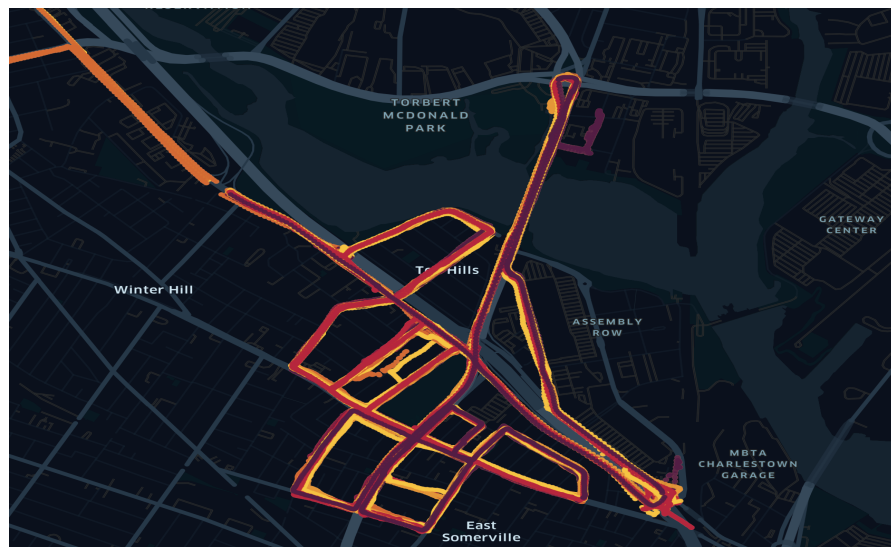 TORBERT
MCDONALD
PARK
GATEWAY
CENTER
Hills
Winter Hill
ASSEMBLY
ROW
MBTA
CHARLESTOWN
GARAGE
East
Somerville